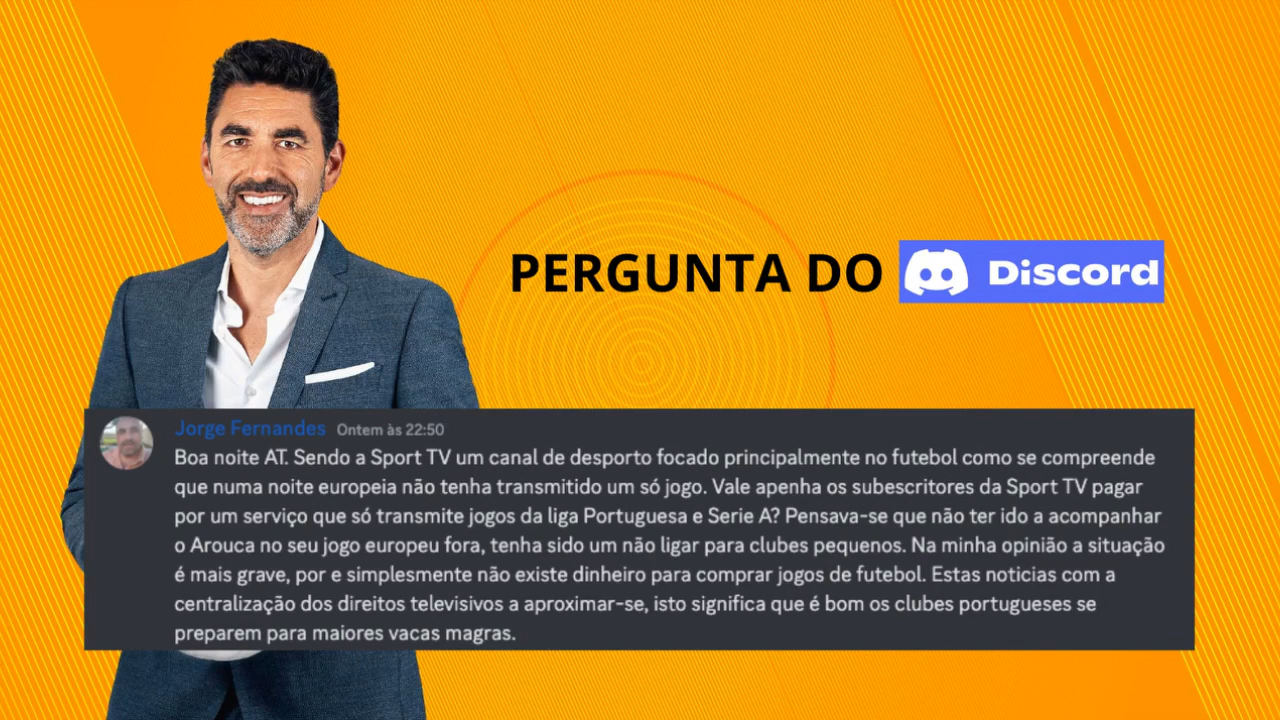 PERGUNTA DO Discord
Jorge Fernandes Ontem às 22:50
Boa noite AT. Sendo a Sport TV um canal de desporto focado principalmente no futebol como se compreende
que numa noite europeia não tenha transmitido um só jogo. Vale apenha os subescritores da Sport TV pagar
por um serviço que só transmite jogos da liga Portuguesa e Serie A? Pensava-se que não ter ido a acompanhar
o Arouca no seu jogo europeu fora, tenha sido um não ligar para clubes pequenos. Na minha opinião a situação
é mais grave, por e simplesmente não existe dinheiro para comprar jogos de futebol. Estas noticias com a
centralização dos direitos televisivos a aproximar-se, isto significa que é bom os clubes portugueses se
preparem para maiores vacas magras.